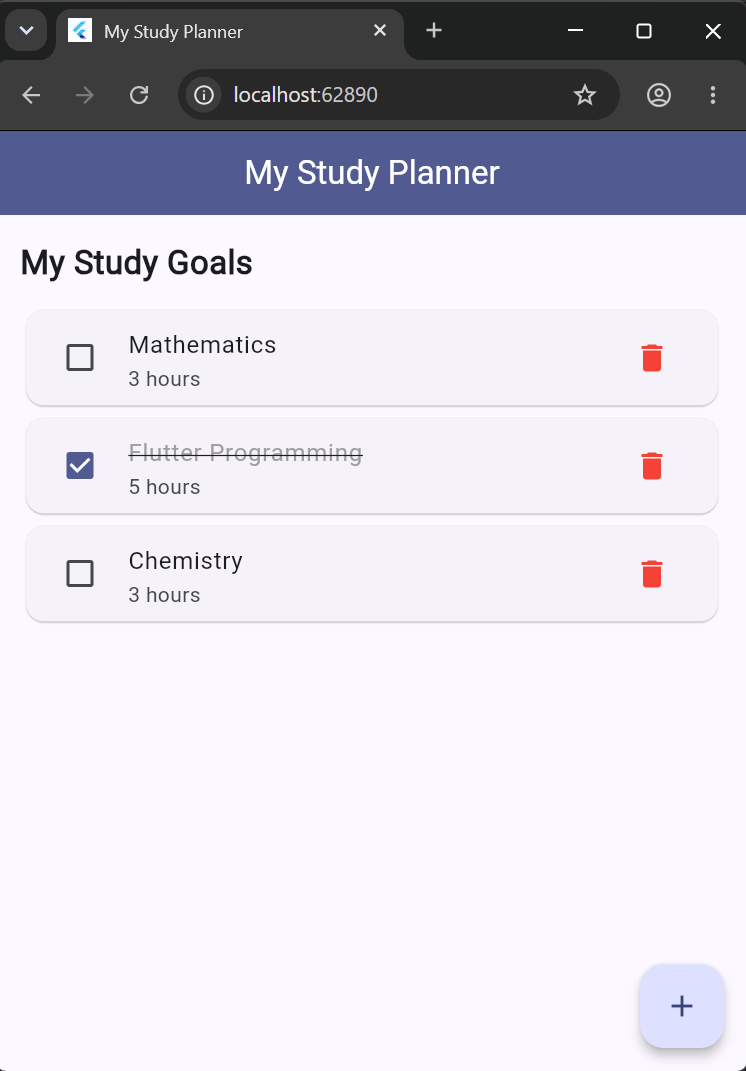 My Study Planner
localhost:62890
My Study Planner
My Study Goals
Mathematics
3 hours
Flutter Programming
5 hours
Chemistry
3 hours